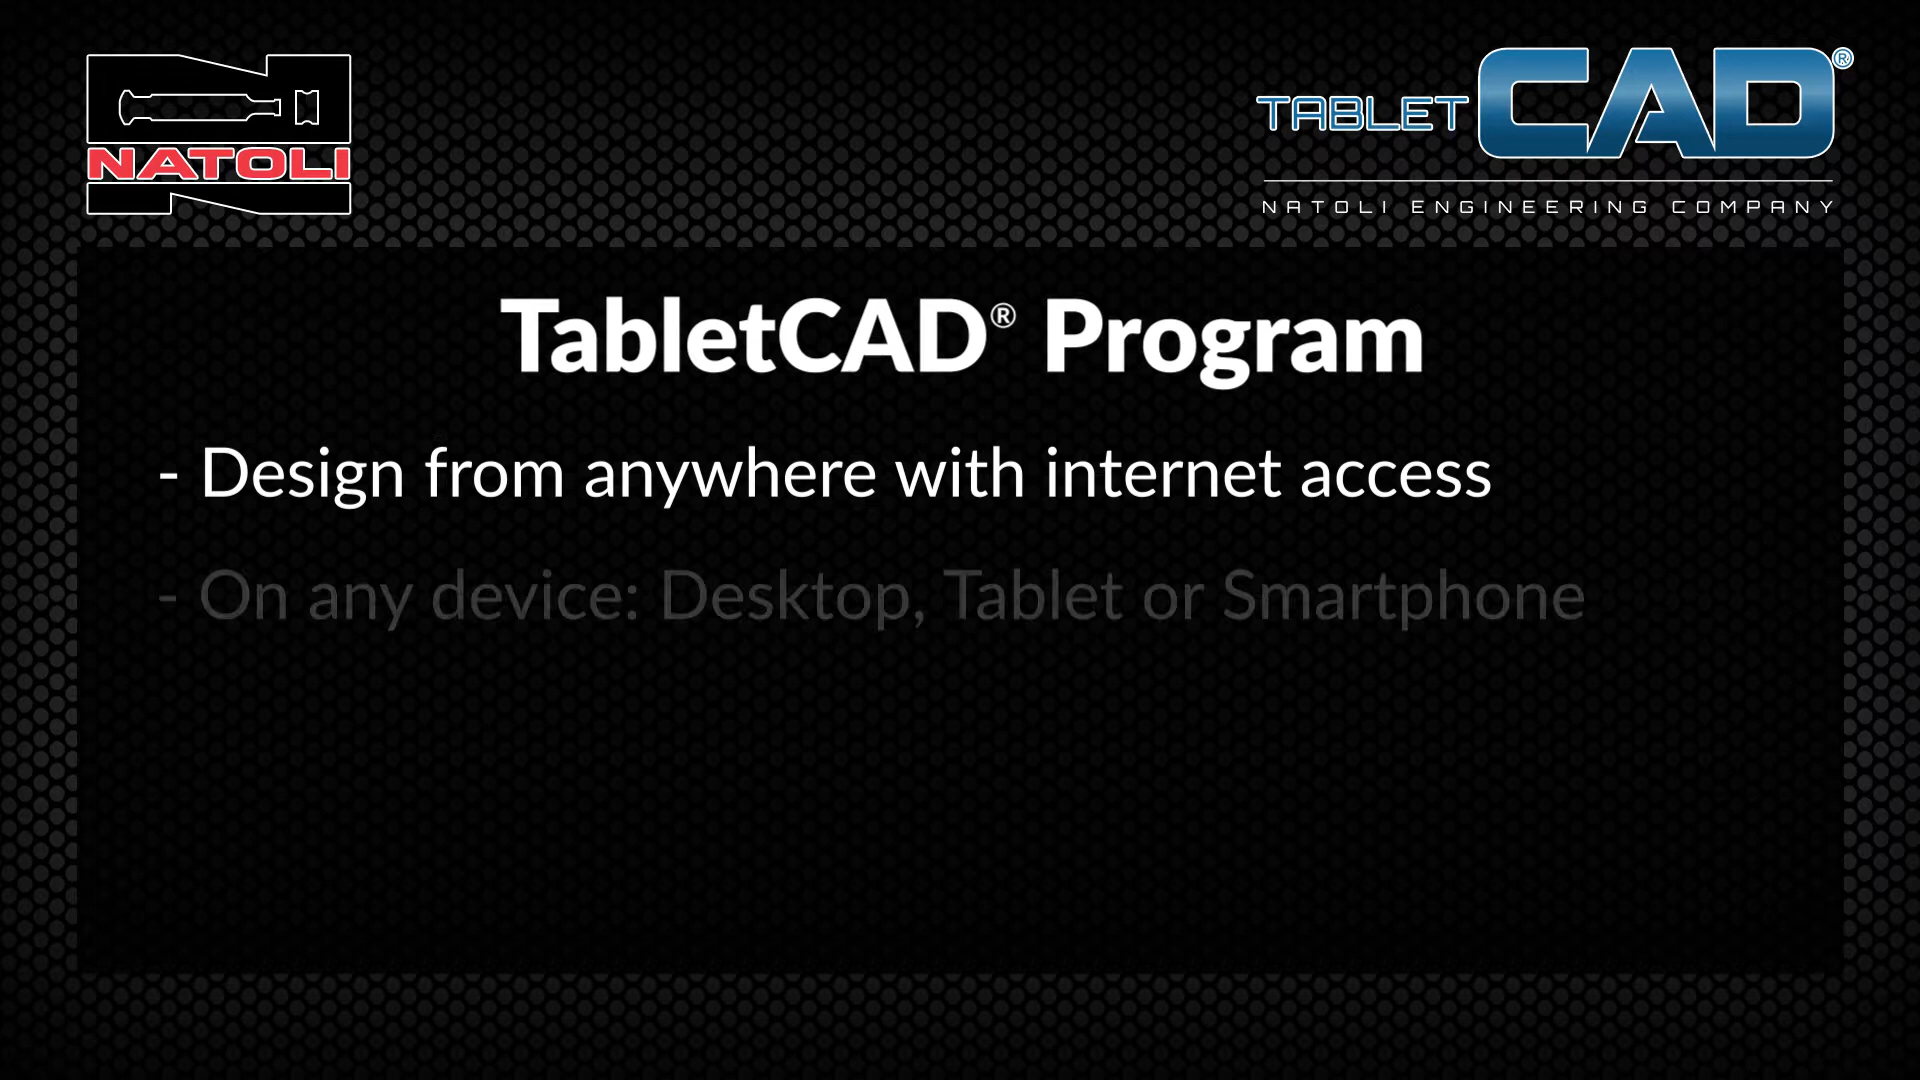 NATOLI
TABLET CAD®
NATOLI ENGINEERING COMPANY
TabletCAD® Program
- Design from anywhere with internet access
- On any device: Desktop, Tablet or Smartphone